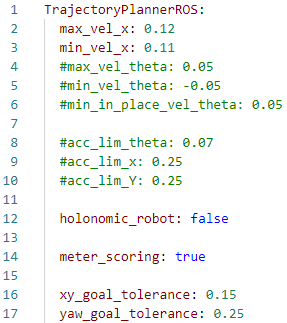 1 TrajectoryPlannerROS:
2 max_vel_x: 0.12
3 min_vel_x: 0.11
4 #max_vel_theta: 0.05
5 #min_vel_theta: -0.05
6 #min_in_place_vel_theta: 0.05
7
8 #acc_lim_theta: 0.07
9 #acc_lim_x: 0.25
10 #acc_lim_Y: 0.25
11
12 holonomic_robot: false
13
14 meter_scoring: true
15
16 xy_goal_tolerance: 0.15
17 yaw_goal_tolerance: 0.25